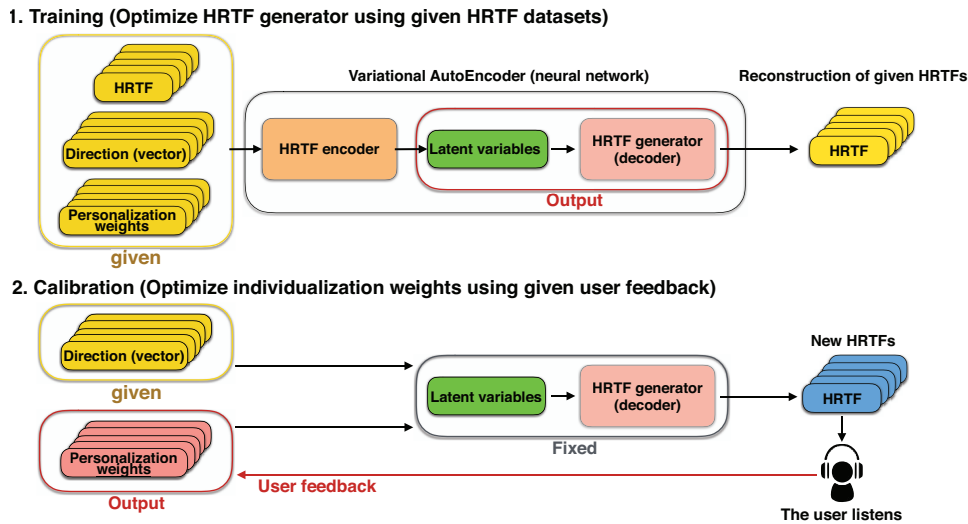 1. Training (Optimize HRTF generator using given HRTF datasets)
HRTF
Direction (vector)
Personalization
weights
given
Variational AutoEncoder (neural network)
HRTF encoder
Latent variables
HRTF generator
(decoder)
Output
Reconstruction of given HRTFs
HRTF
2. Calibration (Optimize individualization weights using given user feedback)
Direction (vector)
given
Personalization
weights
Output
Latent variables
HRTF generator
(decoder)
Fixed
New HRTFs
HRTF
User feedback
The user listens